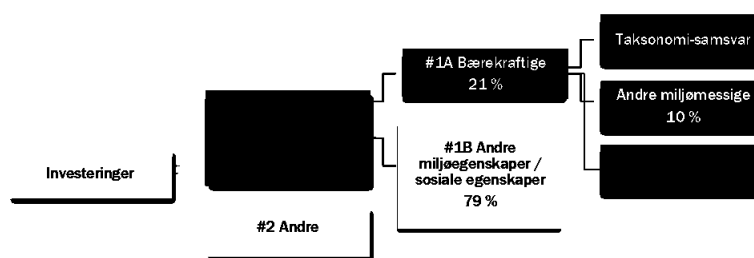 Investeringer
#2 Andre
#1A Bærekraftige
21 %
#1B Andre
miljøegenskaper /
sosiale egenskaper
79 %
Taksonomi-samsvar
Andre miljømessige
10 %